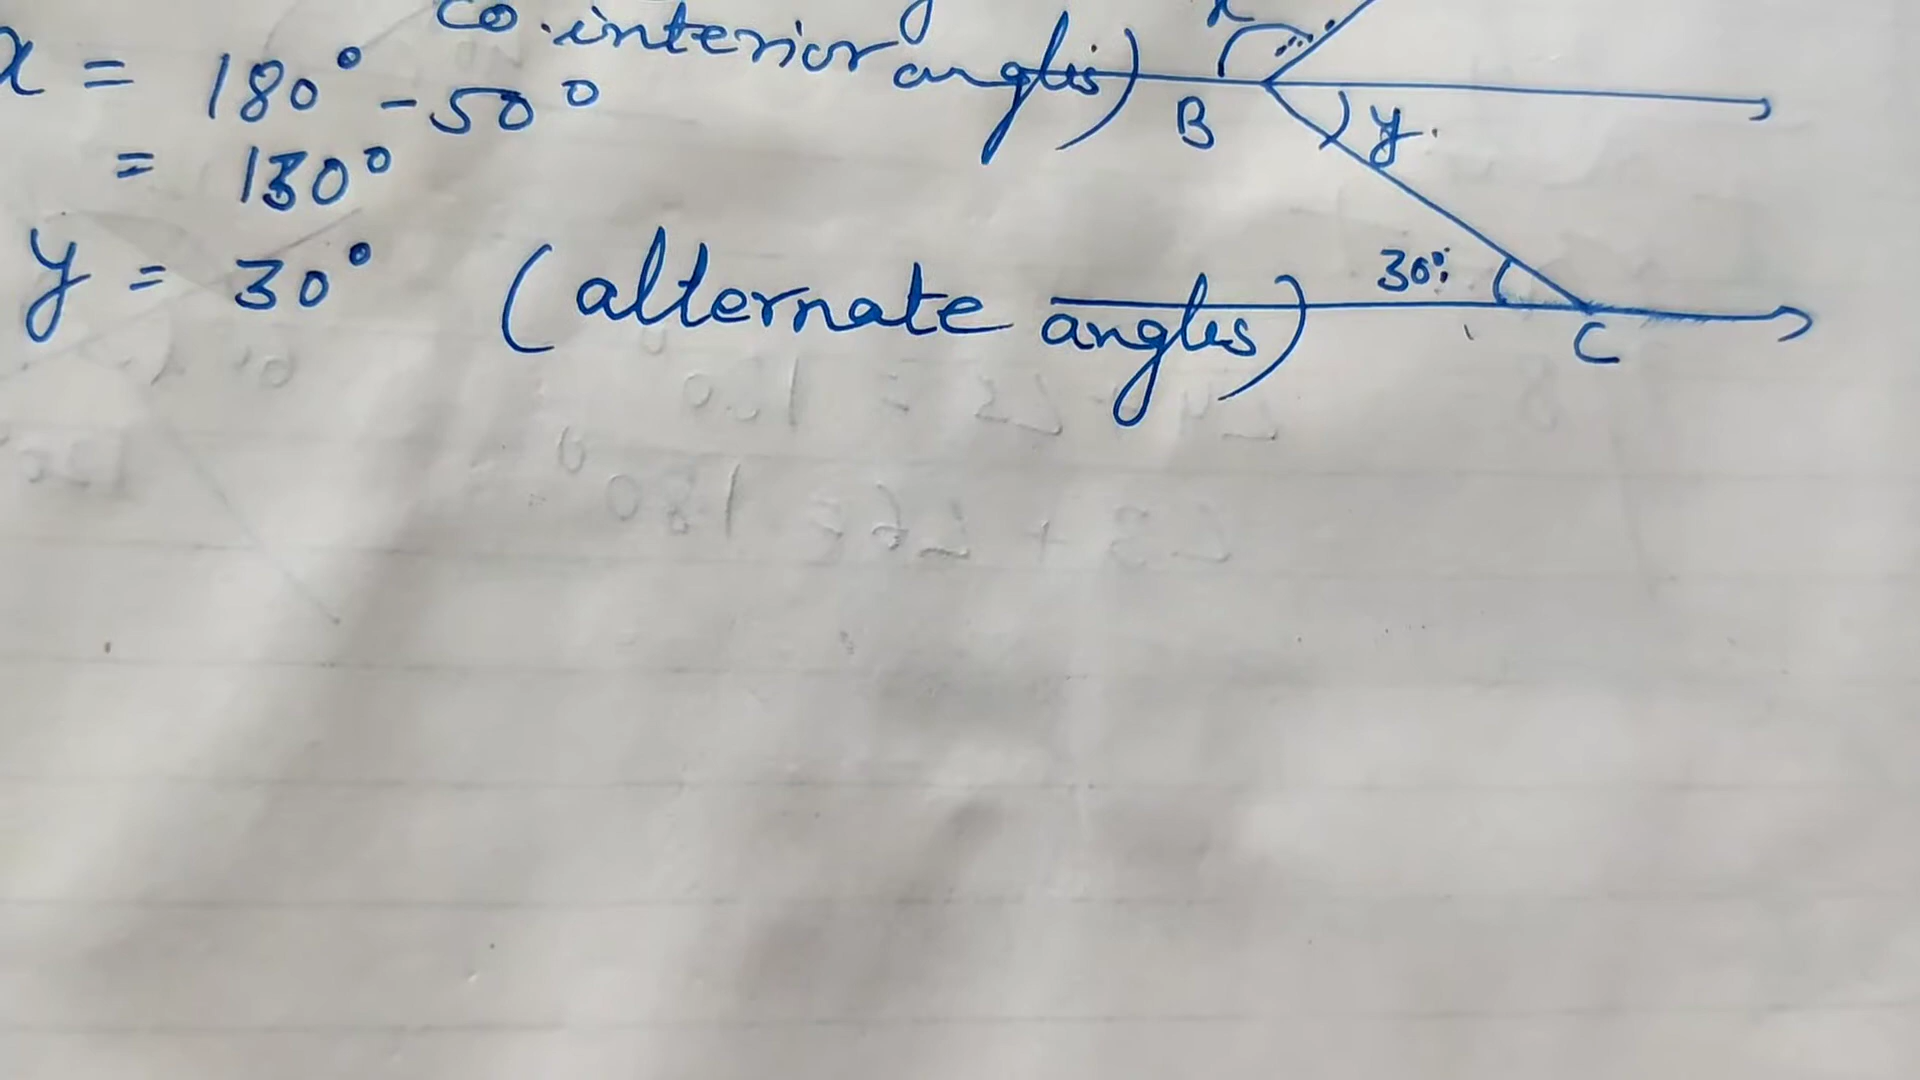 co-interior angles)
x = 180° - 50°
= 130°
y = 30° (alternate angles)
x
B
y.
30°
C